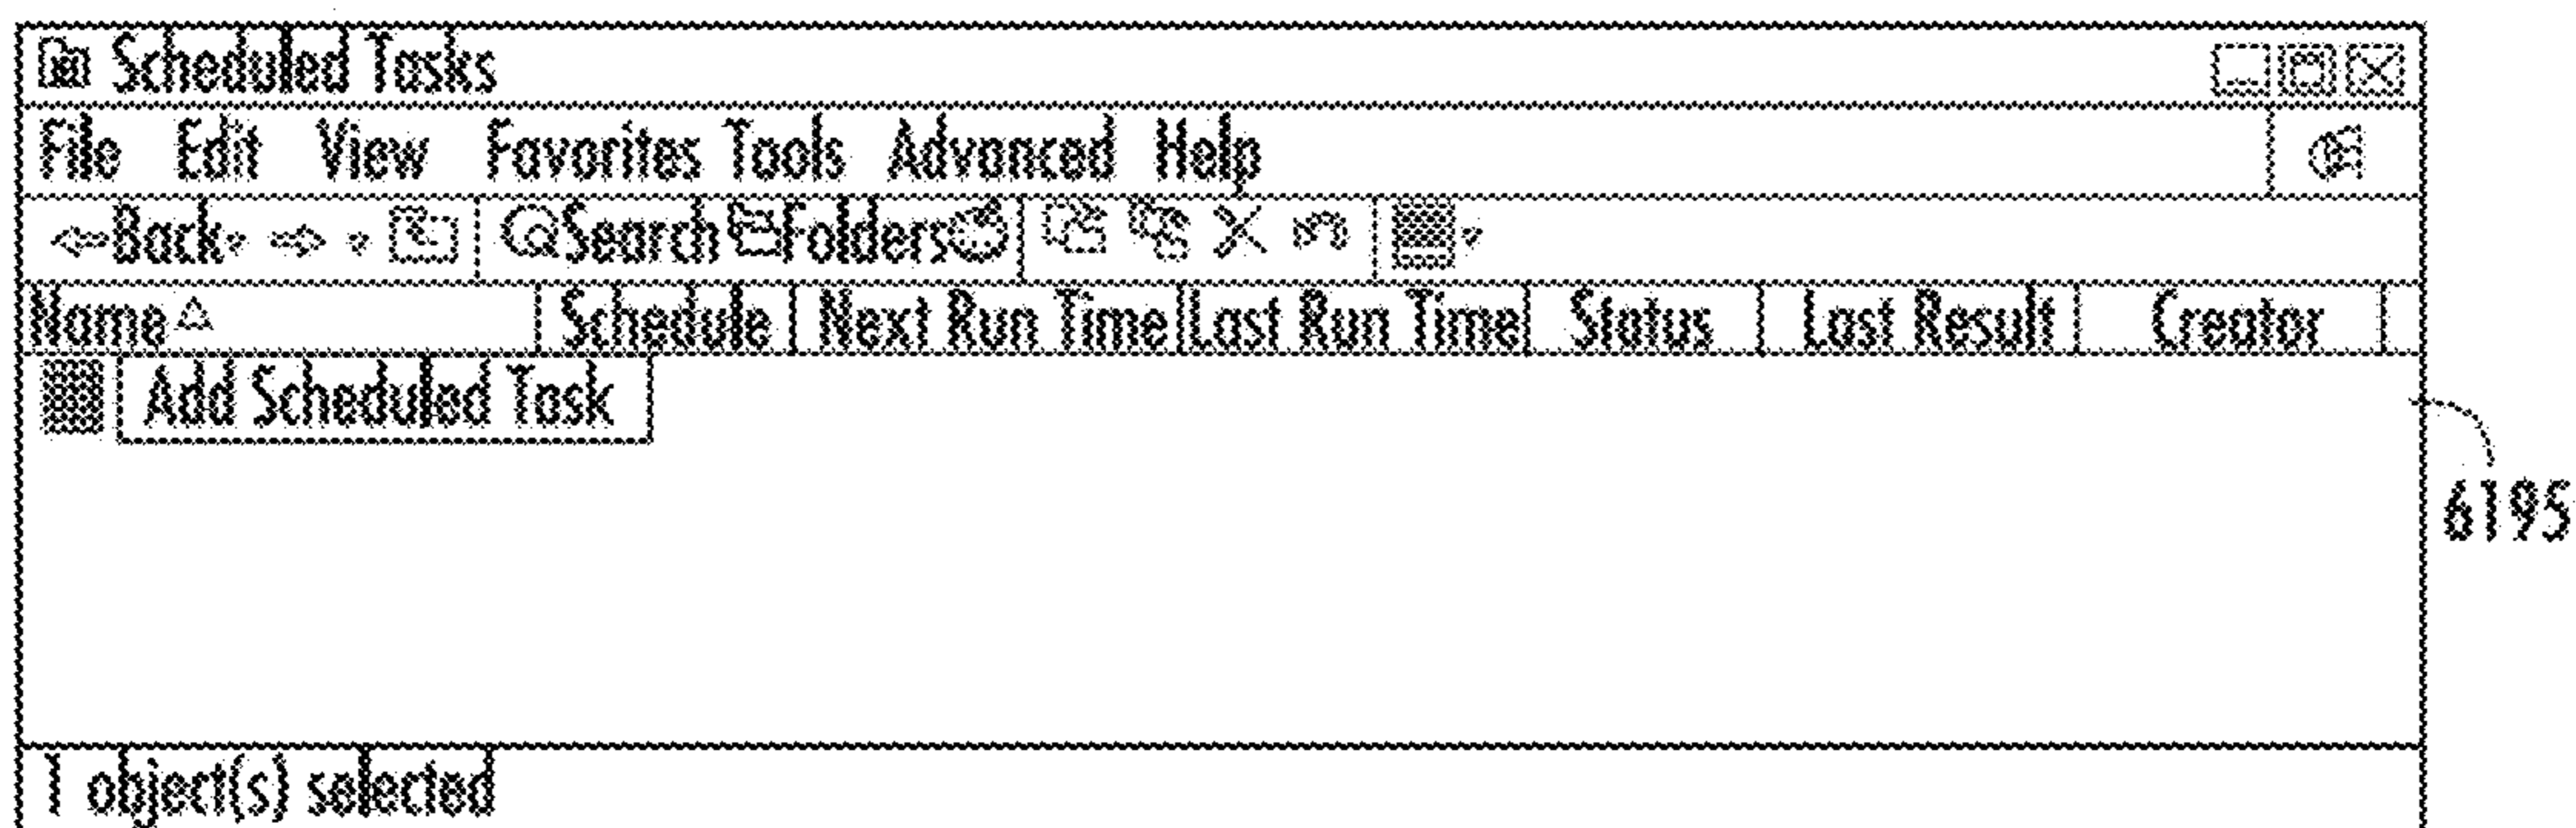 Scheduled Tasks
File Edit View Favorites Tools Advanced Help
Back Search Folders
Name Schedule Next Run Time Last Run Time Status Last Result Creator
Add Scheduled Task
6195
1 object(s) selected